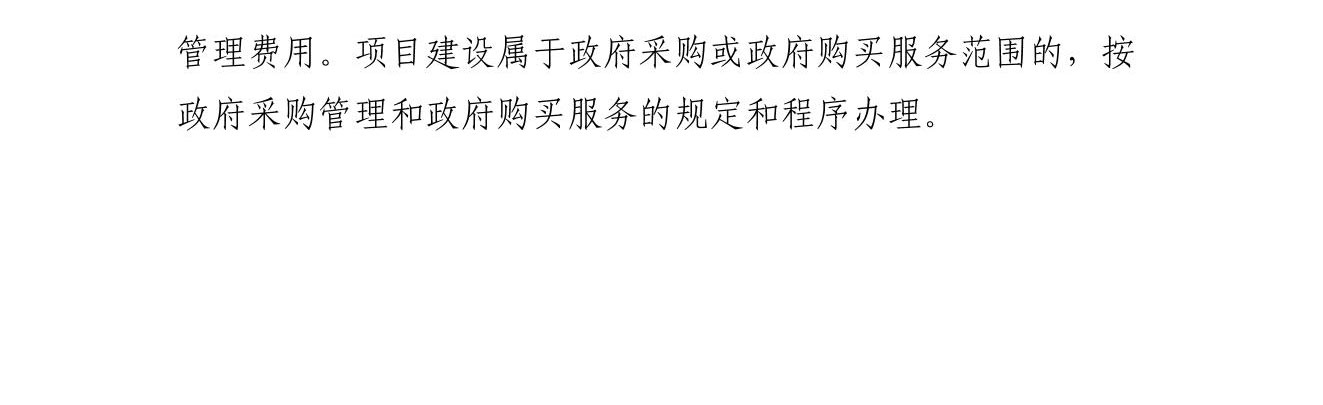 管理费用。项目建设属于政府采购或政府购买服务范围的，按
政府采购管理和政府购买服务的规定和程序办理。